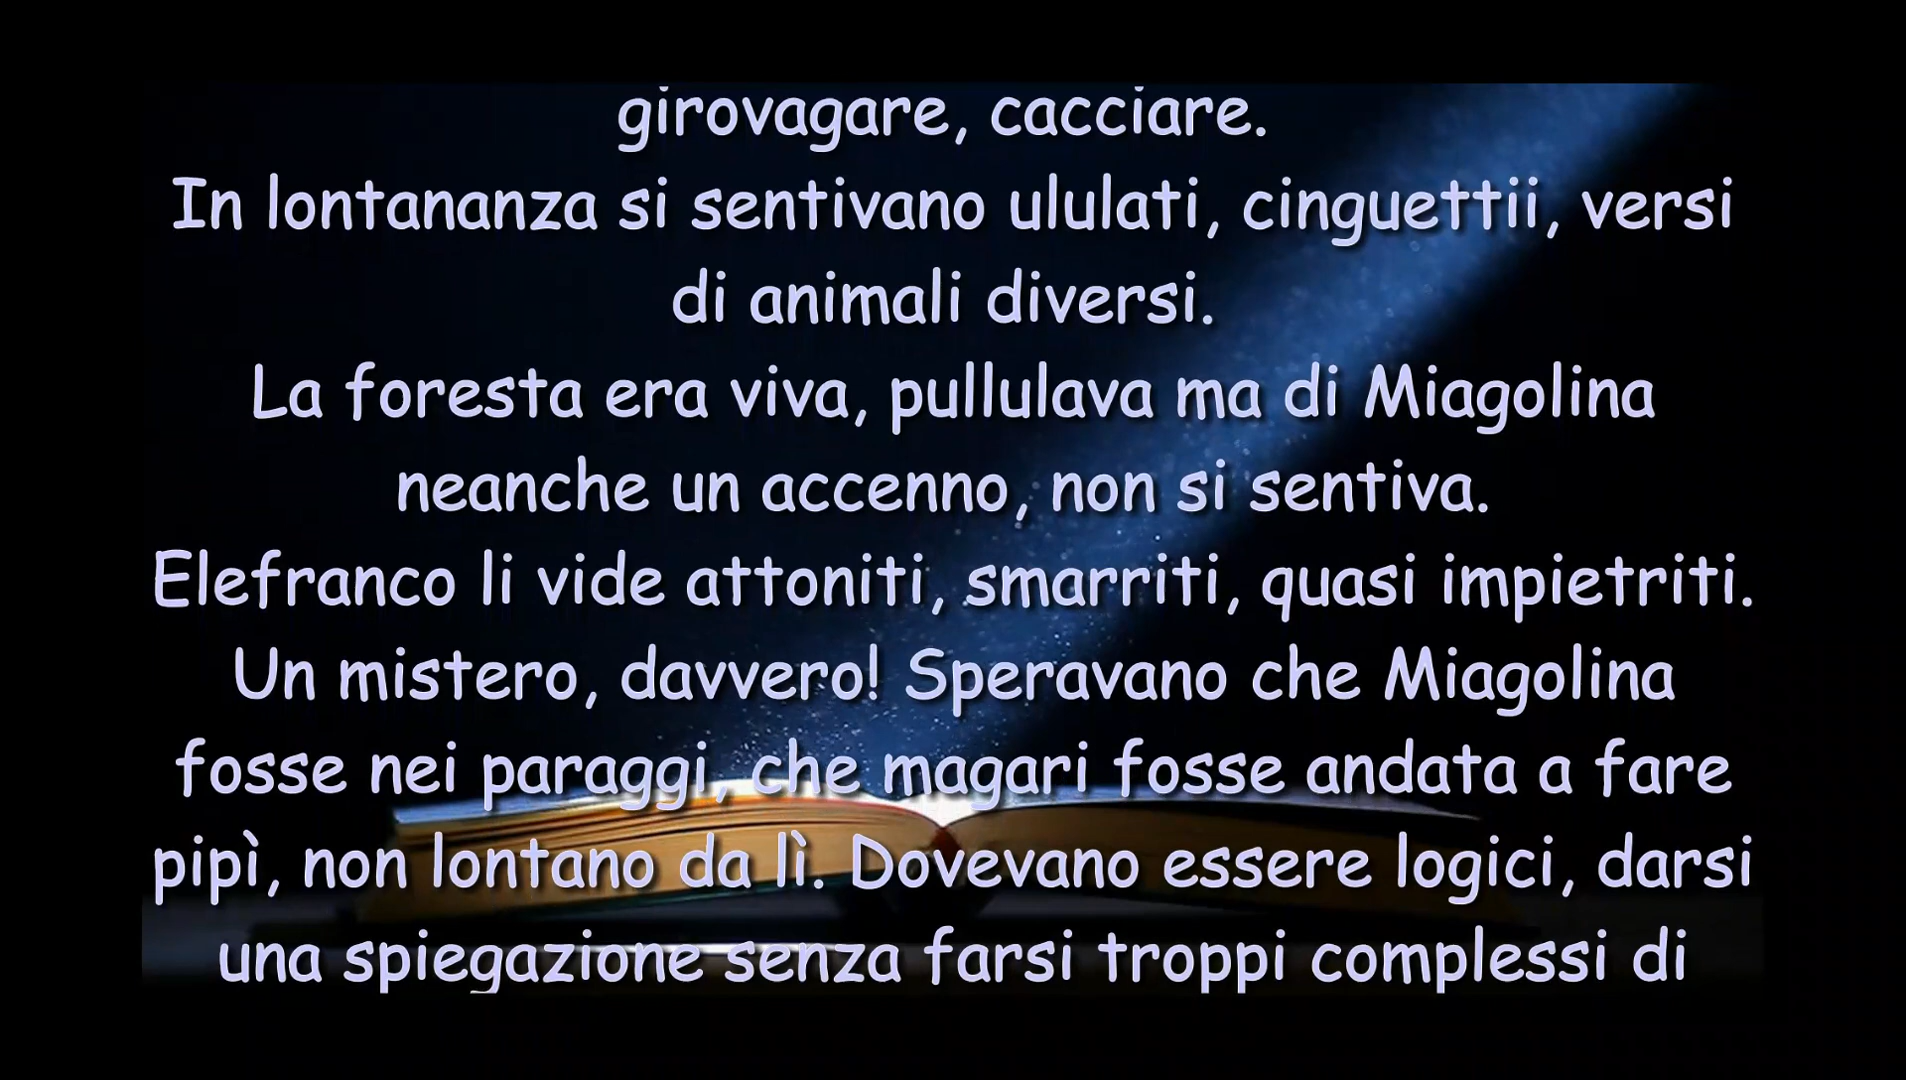 girovagare, cacciare.
In lontananza si sentivano ululati, cinguettii, versi
di animali diversi.
La foresta era viva, pullulava ma di Miagolina
neanche un accenno, non si sentiva.
Elefranco li vide attoniti, smarriti, quasi impietriti.
Un mistero, davvero! Speravano che Miagolina
fosse nei paraggi, che magari fosse andata a fare
pipì, non lontano da lì. Dovevano essere logici, darsi
una spiegazione senza farsi troppi complessi di